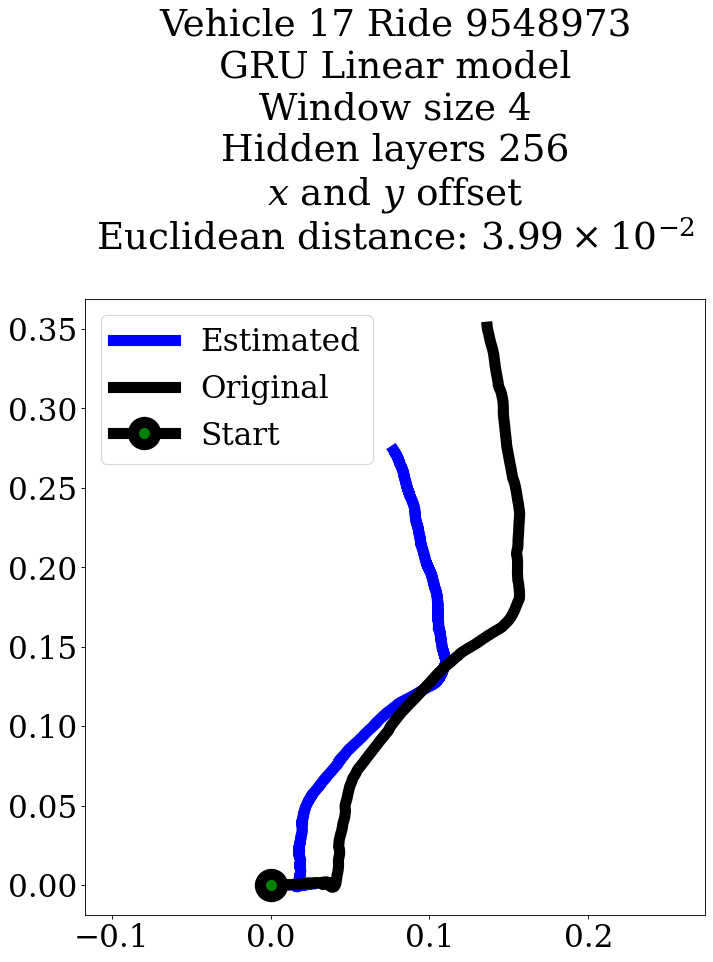 Vehicle 17 Ride 9548973
GRU Linear model
Window size 4
Hidden layers 256
x and y offset
Euclidean distance: 3.99 × 10⁻²
Estimated
Original
Start
0.35
0.30
0.25
0.20
0.15
0.10
0.05
0.00
−0.1 0.0 0.1 0.2